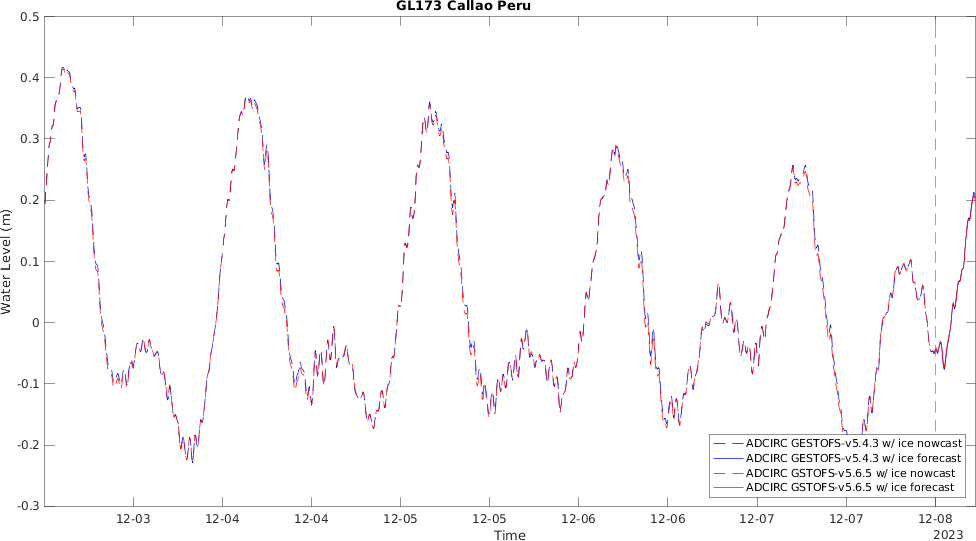 GL173 Callao Peru
0.5
0.4
0.3
0.2
0.1
0
-0.1
-0.2
-0.3
Water Level (m)
ADCIRC GESTOFS-v5.4.3 w/ ice nowcast
ADCIRC GESTOFS-v5.4.3 w/ ice forecast
ADCIRC GSTOFS-v5.6.5 w/ ice nowcast
ADCIRC GSTOFS-v5.6.5 w/ ice forecast
12-03 12-04 12-04 12-05 12-05 12-06 12-06 12-07 12-07 12-08
Time
2023